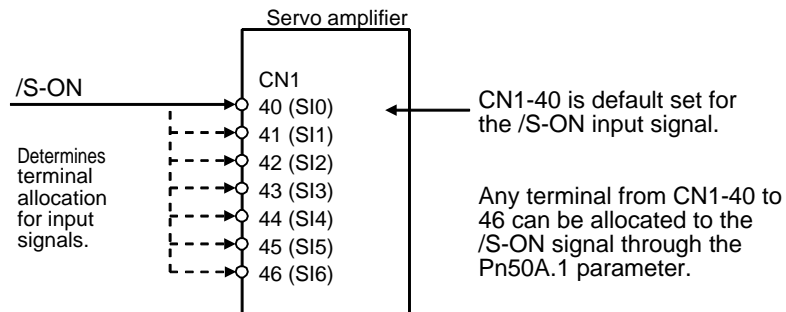 Servo amplifier
/S-ON
CN1
40 (SI0)
41 (SI1)
42 (SI2)
43 (SI3)
44 (SI4)
45 (SI5)
46 (SI6)
Determines
terminal
allocation
for input
signals.
CN1-40 is default set for
the /S-ON input signal.
Any terminal from CN1-40 to
46 can be allocated to the
/S-ON signal through the
Pn50A.1 parameter.